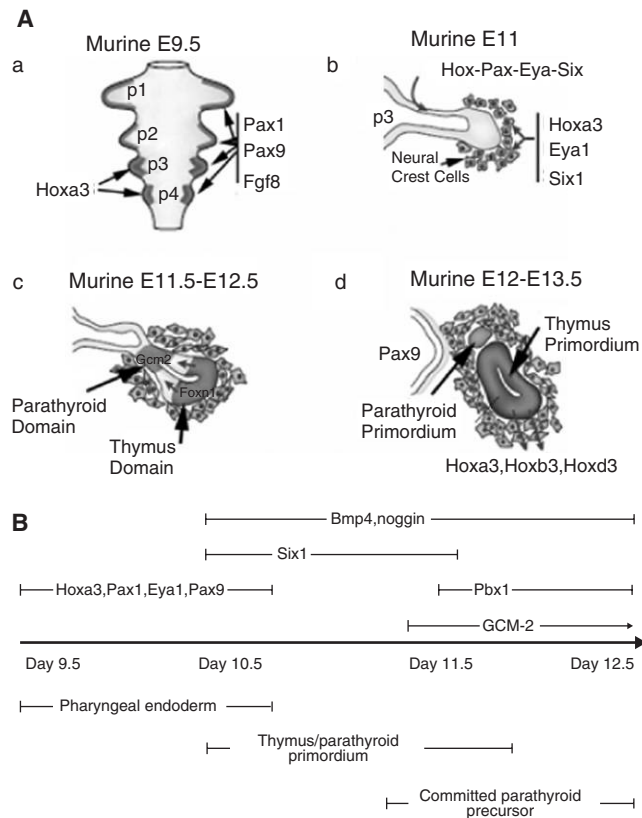 A
Murine E9.5
a
p1
p2
p3
p4
Hoxa3
Pax1
Pax9
Fgf8
Murine E11
b
Hox-Pax-Eya-Six
p3
Neural
Crest Cells
Hoxa3
Eya1
Six1
c
Murine E11.5-E12.5
Gcm2
Foxn1
Parathyroid
Domain
Thymus
Domain
d
Murine E12-E13.5
Pax9
Thymus
Primordium
Parathyroid
Primordium
Hoxa3,Hoxb3,Hoxd3
B
Bmp4,noggin
Six1
Hoxa3,Pax1,Eya1,Pax9
Pbx1
GCM-2
Day 9.5 Day 10.5 Day 11.5 Day 12.5
Pharyngeal endoderm
Thymus/parathyroid
primordium
Committed parathyroid
precursor